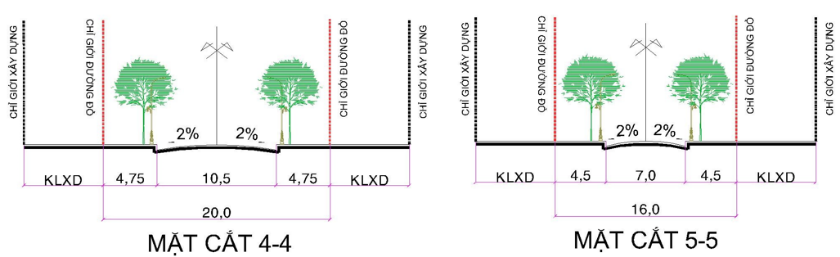 CHỈ GIỚI XÂY DỰNG
CHỈ GIỚI ĐƯỜNG ĐỎ
CHỈ GIỚI ĐƯỜNG ĐỎ
CHỈ GIỚI XÂY DỰNG
2% 2%
KLXD 4,75 10,5 4,75 KLXD
20,0
MẶT CẮT 4-4
CHỈ GIỚI XÂY DỰNG
CHỈ GIỚI ĐƯỜNG ĐỎ
CHỈ GIỚI ĐƯỜNG ĐỎ
CHỈ GIỚI XÂY DỰNG
2% 2%
KLXD 4,5 7,0 4,5 KLXD
16,0
MẶT CẮT 5-5